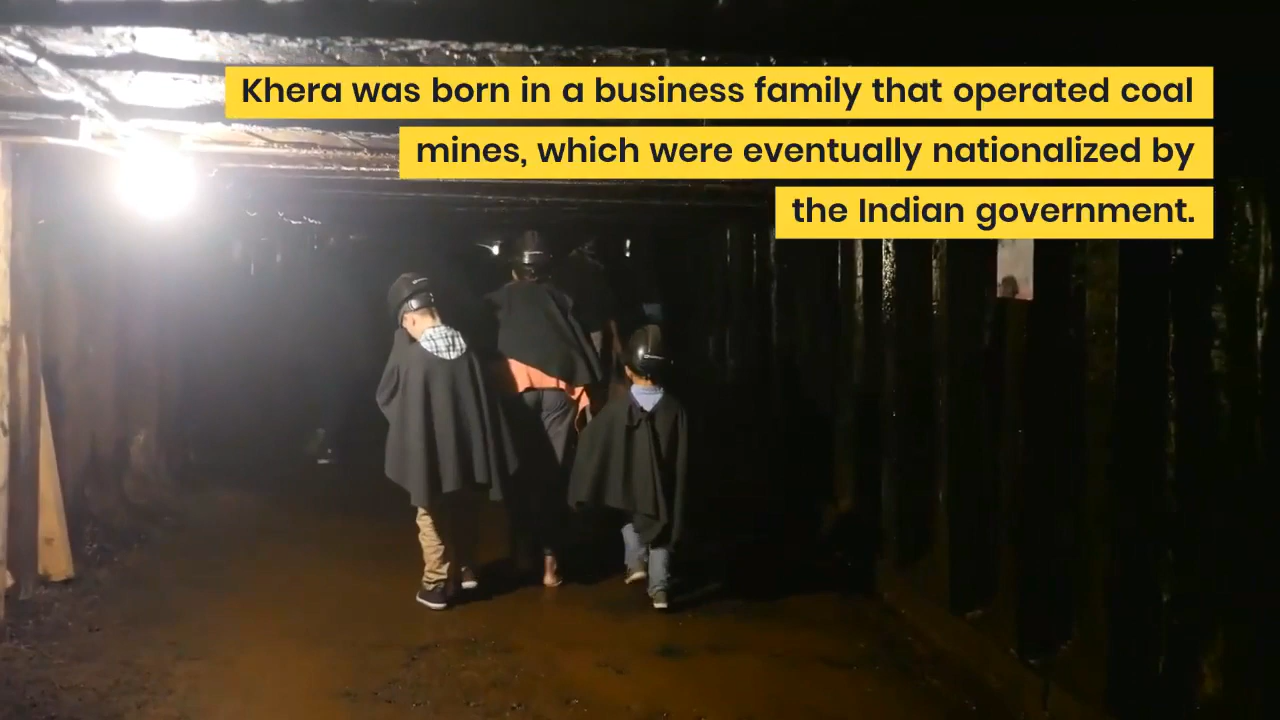 Khera was born in a business family that operated coal
mines, which were eventually nationalized by
the Indian government.